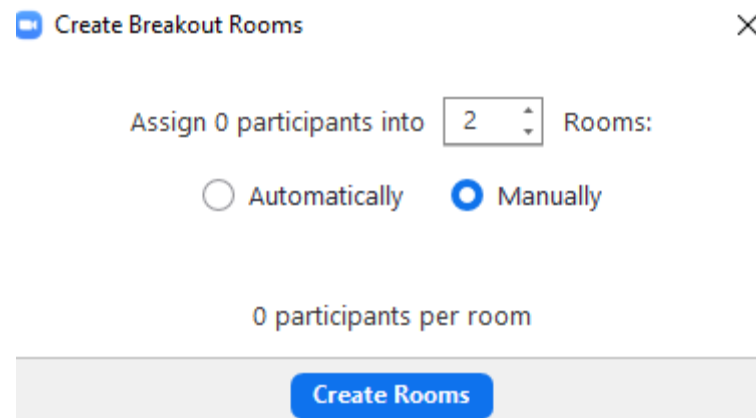 Create Breakout Rooms
Assign 0 participants into 2 Rooms:
Automatically Manually
0 participants per room
Create Rooms